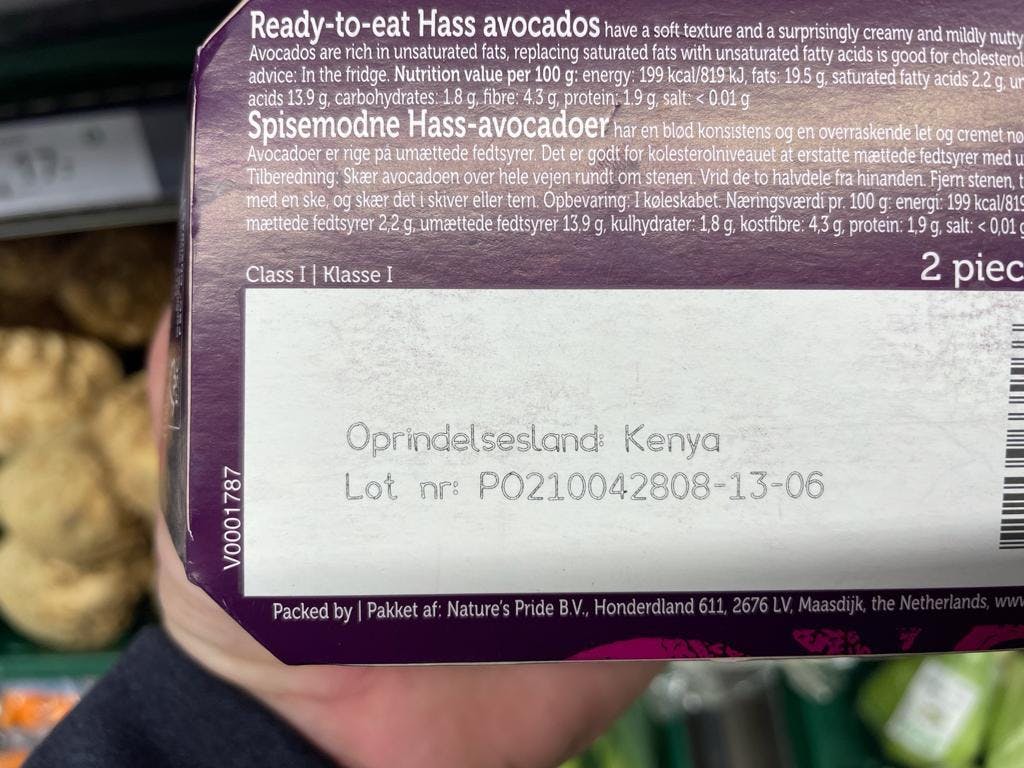 Ready-to-eat Hass avocados have a soft texture and a surprisingly creamy and mildly nutty
Avocados are rich in unsaturated fats, replacing saturated fats with unsaturated fatty acids is good for cholesterol
advice: In the fridge. Nutrition value per 100 g: energy: 199 kcal/819 kJ, fats: 19.5 g, saturated fatty acids 2.2 g, un
acids 13.9 g, carbohydrates: 1.8 g, fibre: 4.3 g, protein: 1.9 g, salt: < 0.01 g
Spisemodne Hass-avocadoer har en blød konsistens og en overraskende let og cremet nø
Avocadoer er rige på umættede fedtsyrer. Det er godt for kolesterolniveauet at erstatte mættede fedtsyrer med u
Tilberedning: Skær avocadoen over hele vejen rundt om stenen. Vrid de to halvdele fra hinanden. Fjern stenen, t
med en ske, og skær det i skiver eller tern. Opbevaring: I køleskabet. Næringsværdi pr. 100 g: energi: 199 kcal/819
mættede fedtsyrer 2,2 g, umættede fedtsyrer 13,9 g, kulhydrater: 1,8 g, kostfibre: 4,3 g, protein: 1,9 g, salt: < 0,01 g
Class I | Klasse I
2 piec
Oprindelsesland: Kenya
Lot nr: PO210042808-13-06
V0001787
Packed by | Pakket af: Nature's Pride B.V., Honderdland 611, 2676 LV, Maasdijk, the Netherlands, www